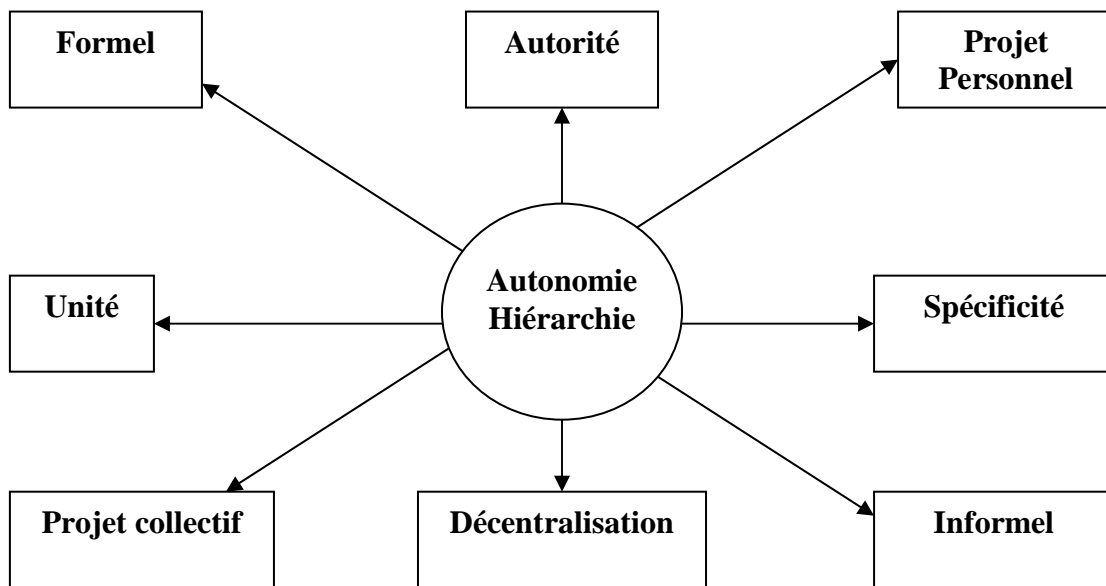 Formel
Autorité
Projet
Personnel
Unité
Autonomie
Hiérarchie
Spécificité
Projet collectif
Décentralisation
Informel